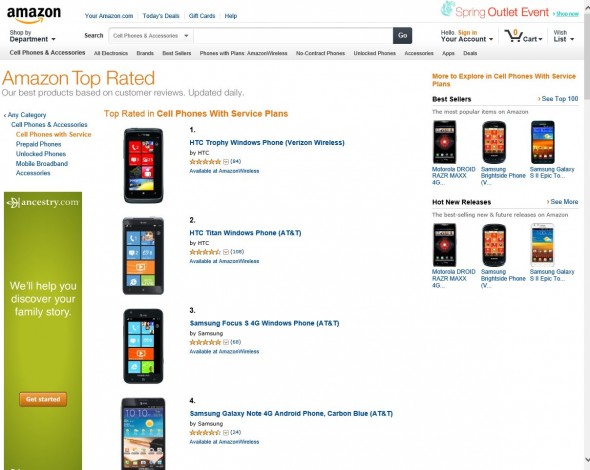 amazon
Your Amazon.com Today's Deals Gift Cards Help
Spring Outlet Event Shop now
Shop by Department
Search Cell Phones & Accessories Go
Hello. Sign in Your Account
0 Cart
Wish List
Cell Phones & Accessories All Electronics Brands Best Sellers Phones with Plans: AmazonWireless No-Contract Phones Unlocked Phones Accessories Apps Deals
Amazon Top Rated
Our best products based on customer reviews. Updated daily.
‹ Any Category
Cell Phones & Accessories
Cell Phones with Service
Prepaid Phones
Unlocked Phones
Mobile Broadband
Accessories
ancestry.com
We'll help you
discover your
family story.
Get started
Top Rated in Cell Phones With Service Plans
1.
HTC Trophy Windows Phone (Verizon Wireless)
by HTC
(64)
Available at AmazonWireless
2.
HTC Titan Windows Phone (AT&T)
by HTC
Available at AmazonWireless
3.
Samsung Focus S 4G Windows Phone (AT&T)
by Samsung
Available at AmazonWireless
4.
Samsung Galaxy Note 4G Android Phone, Carbon Blue (AT&T)
by Samsung
(24)
Available at AmazonWireless
More to Explore in Cell Phones With Service
Plans
Best Sellers › See Top 100
The most popular items on Amazon
Motorola DROID
RAZR MAXX
4G...
Samsung
Brightside Phone
(V...
Samsung Galaxy
S II Epic To...
Hot New Releases › See More
The best-selling new & future releases on Amazon
Motorola DROID
RAZR MAXX
4G...
Samsung
Brightside Phone
(V...
Samsung Galaxy
S II Epic To...